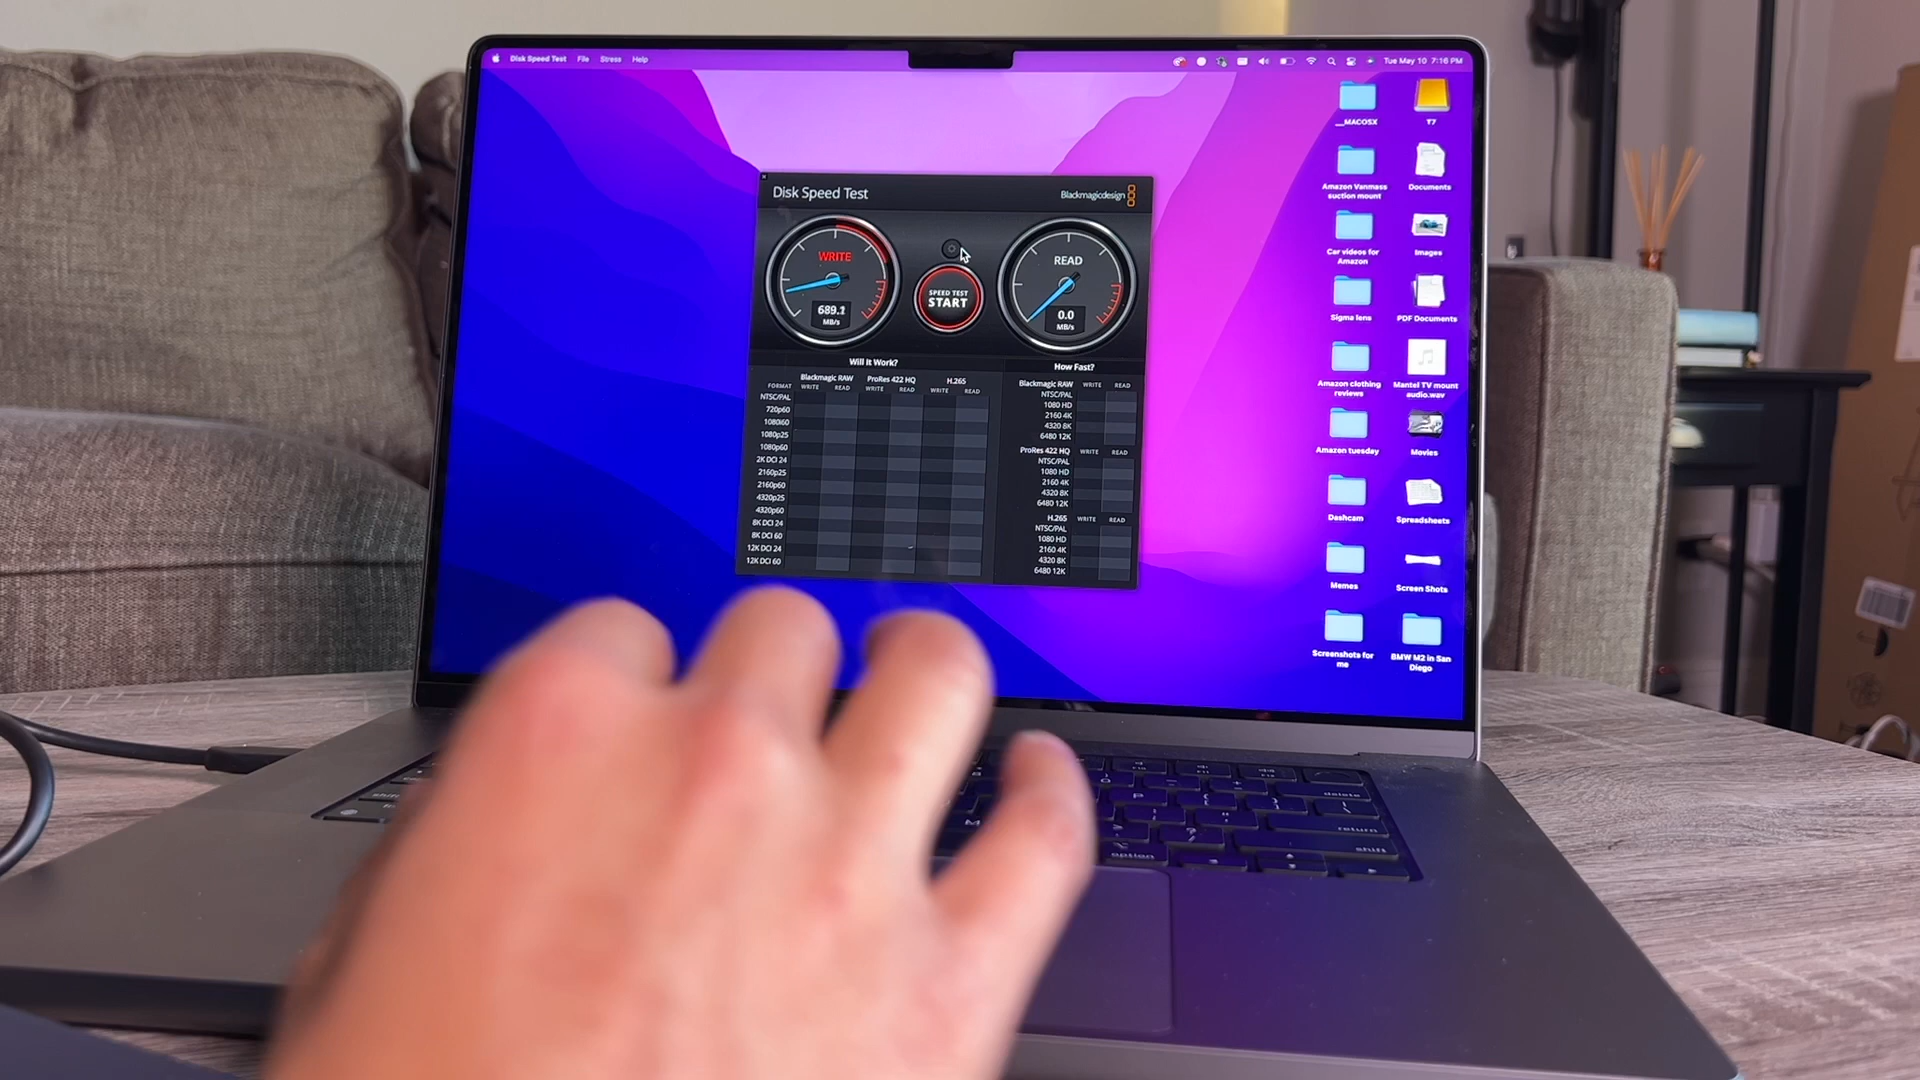 Disk Speed Test File Stress Help
Tue May 10 7:16 PM
Disk Speed Test
Blackmagicdesign
WRITE
689.1
MB/s
SPEED TEST
START
READ
0.0
MB/s
Will It Work?
Blackmagic RAW ProRes 422 HQ H.265
FORMAT WRITE READ WRITE READ WRITE READ
NTSC/PAL
720p60
1080i60
1080p25
1080p60
2K DCI 24
2160p25
2160p60
4320p25
4320p60
8K DCI 24
8K DCI 60
12K DCI 24
12K DCI 60
How Fast?
Blackmagic RAW WRITE READ
NTSC/PAL
1080 HD
2160 4K
4320 8K
6480 12K
ProRes 422 HQ WRITE READ
NTSC/PAL
1080 HD
2160 4K
4320 8K
6480 12K
H.265 WRITE READ
NTSC/PAL
1080 HD
2160 4K
4320 8K
6480 12K
__MACOSX
T7
Amazon Vanmass
suction mount
Documents
Car videos for
Amazon
Images
Sigma lens
PDF Documents
Amazon clothing
reviews
Mantel TV mount
audio.wav
Amazon tuesday
Movies
Dashcam
Spreadsheets
Memes
Screen Shots
Screenshots for
me
BMW M2 in San
Diego
delete
return
shift
option
P
M
shift